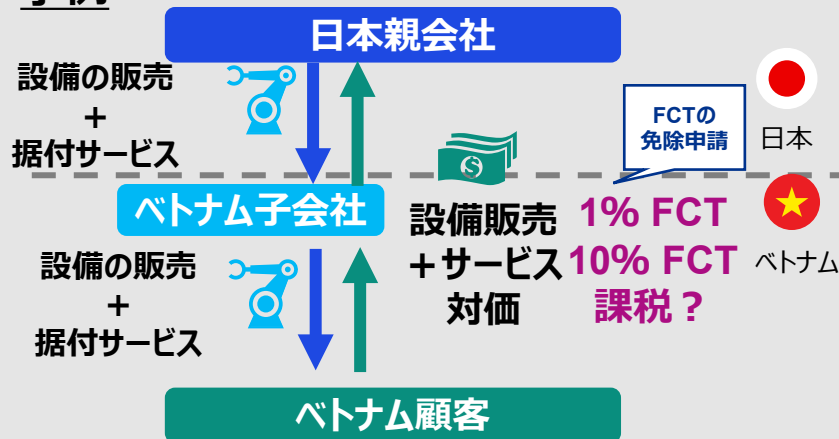 事例
日本親会社
設備の販売
+
据付サービス
FCTの
免除申請
日本
ベトナム子会社
設備販売
+サービス
対価
1% FCT
10% FCT
課税？
ベトナム
設備の販売
+
据付サービス
ベトナム顧客